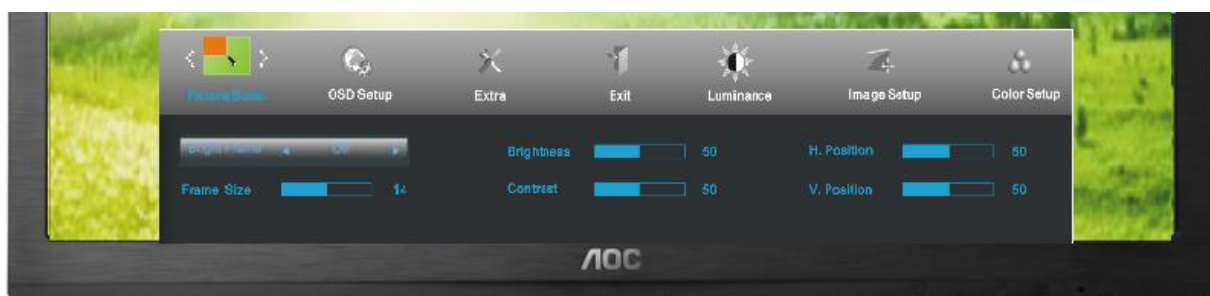 Picture Boost
OSD Setup
Extra
Exit
Luminance
Image Setup
Color Setup
Bright Frame
Brightness 50
H. Position 50
Frame Size 14
Contrast 50
V. Position 50
AOC